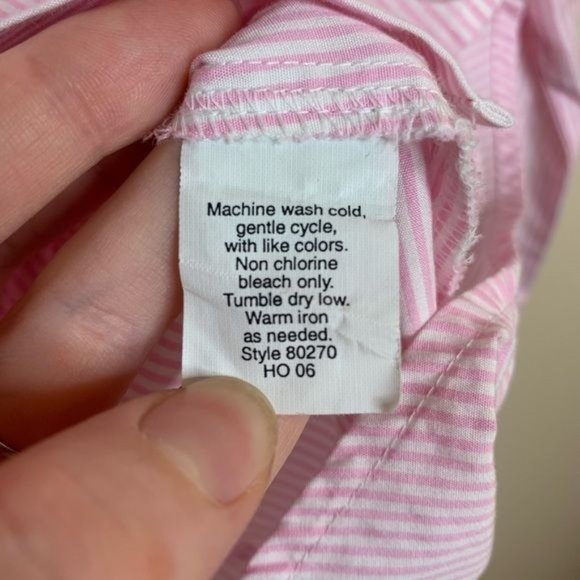 Machine wash cold,
gentle cycle,
with like colors.
Non chlorine
bleach only.
Tumble dry low.
Warm iron
as needed.
Style 80270
HO 06